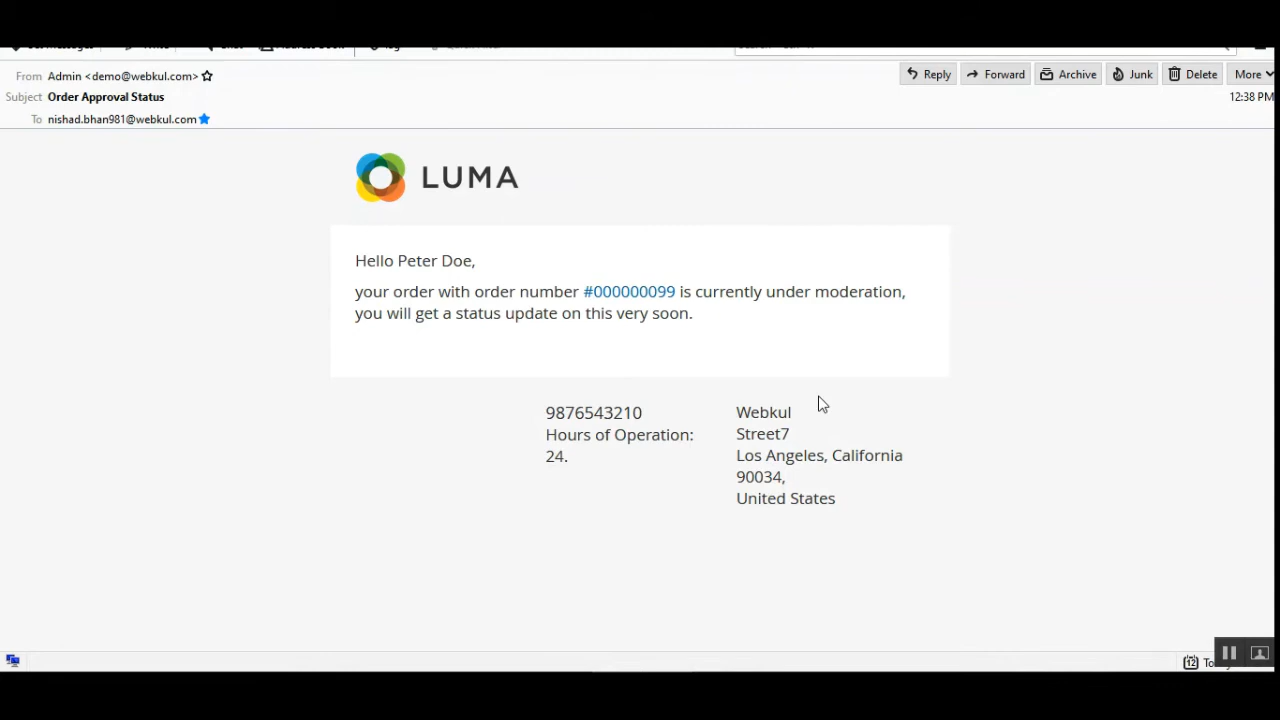 From Admin <demo@webkul.com>
Reply Forward Archive Junk Delete More
Subject Order Approval Status
12:38 PM
To nishad.bhan981@webkul.com
LUMA
Hello Peter Doe,
your order with order number #000000099 is currently under moderation,
you will get a status update on this very soon.
9876543210
Hours of Operation:
24.
Webkul
Street7
Los Angeles, California
90034,
United States
12